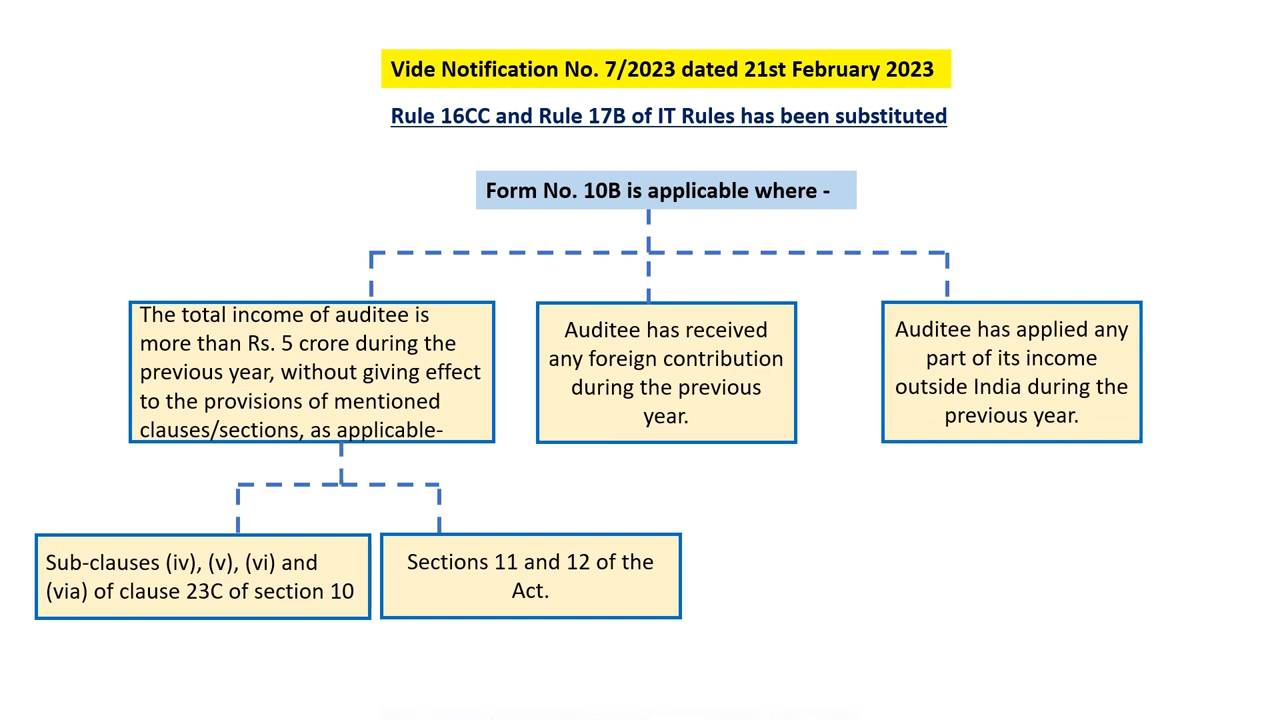 Vide Notification No. 7/2023 dated 21st February 2023
Rule 16CC and Rule 17B of IT Rules has been substituted
Form No. 10B is applicable where -
The total income of auditee is
more than Rs. 5 crore during the
previous year, without giving effect
to the provisions of mentioned
clauses/sections, as applicable-
Auditee has received
any foreign contribution
during the previous
year.
Auditee has applied any
part of its income
outside India during the
previous year.
Sub-clauses (iv), (v), (vi) and
(via) of clause 23C of section 10
Sections 11 and 12 of the
Act.